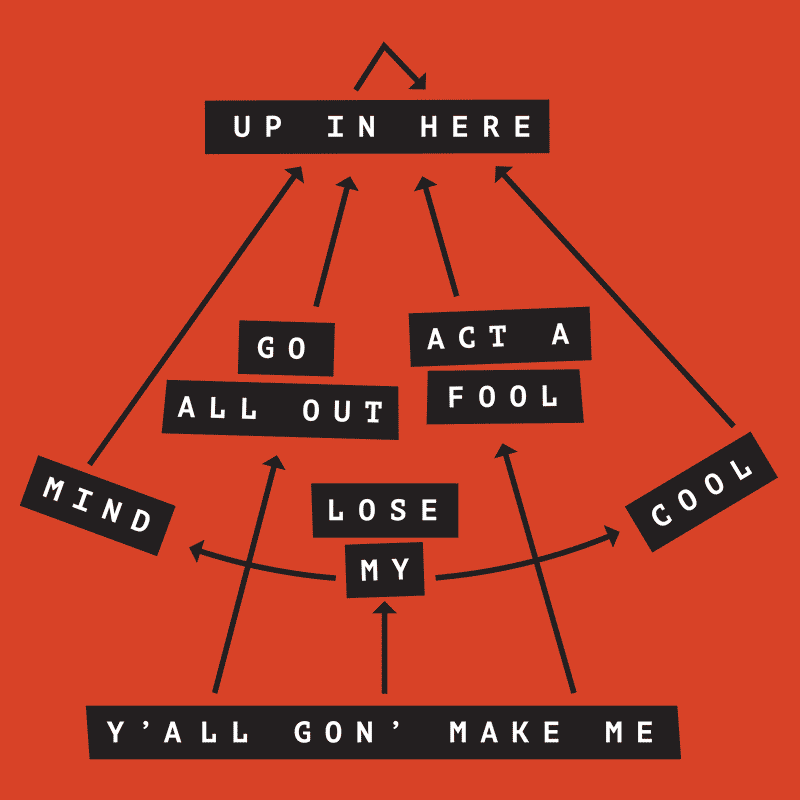 UP IN HERE
GO
ALL OUT
ACT A
FOOL
MIND
LOSE
MY
COOL
Y'ALL GON' MAKE ME